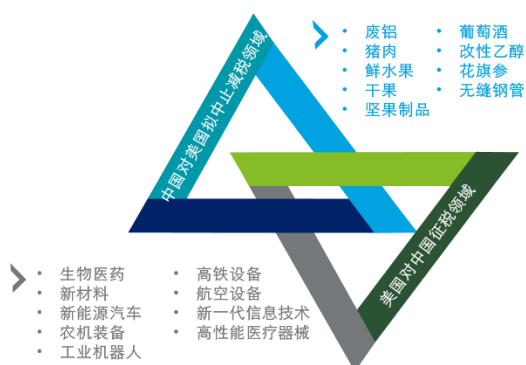 中国对美国拟中止减税领域
废铝
猪肉
鲜水果
干果
坚果制品
葡萄酒
改性乙醇
花旗参
无缝钢管
美国对中国征税领域
生物医药
新材料
新能源汽车
农机装备
工业机器人
高铁设备
航空设备
新一代信息技术
高性能医疗器械